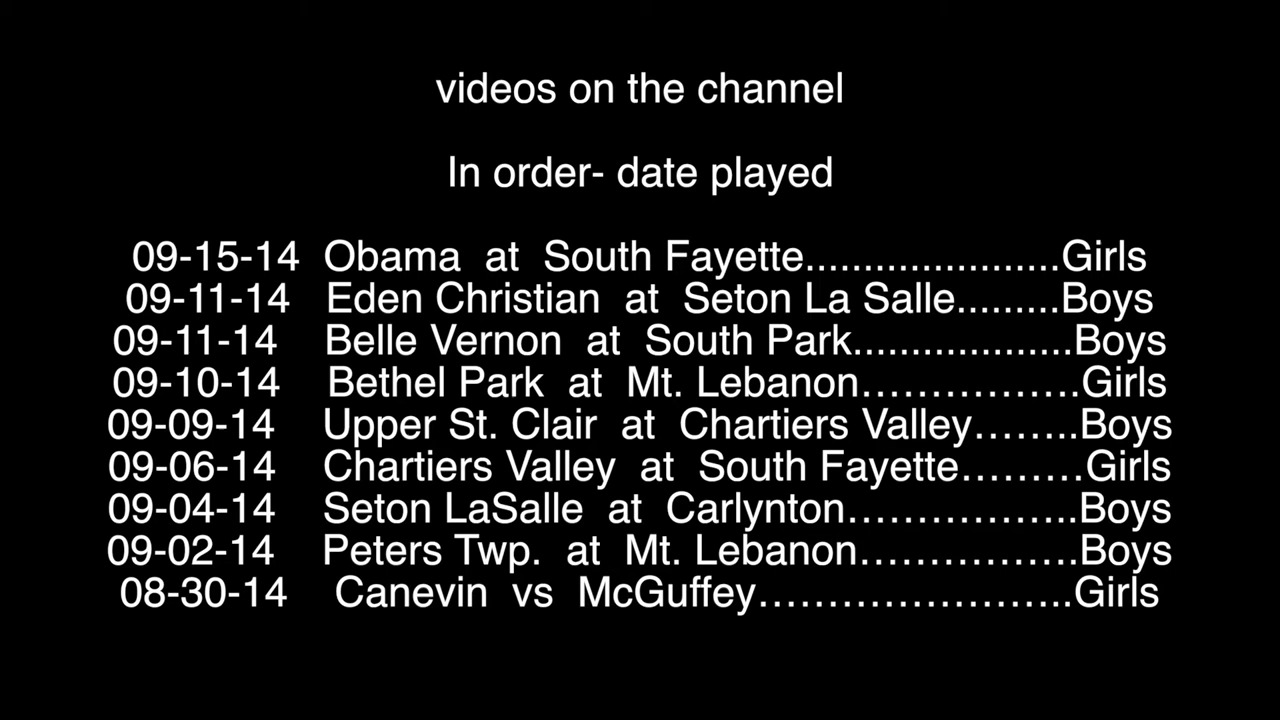 videos on the channel
In order- date played
09-15-14 Obama at South Fayette......................Girls
09-11-14 Eden Christian at Seton La Salle.........Boys
09-11-14 Belle Vernon at South Park...................Boys
09-10-14 Bethel Park at Mt. Lebanon……………….Girls
09-09-14 Upper St. Clair at Chartiers Valley……..Boys
09-06-14 Chartiers Valley at South Fayette……….Girls
09-04-14 Seton LaSalle at Carlynton………………..Boys
09-02-14 Peters Twp. at Mt. Lebanon……………….Boys
08-30-14 Canevin vs McGuffey……………………..Girls